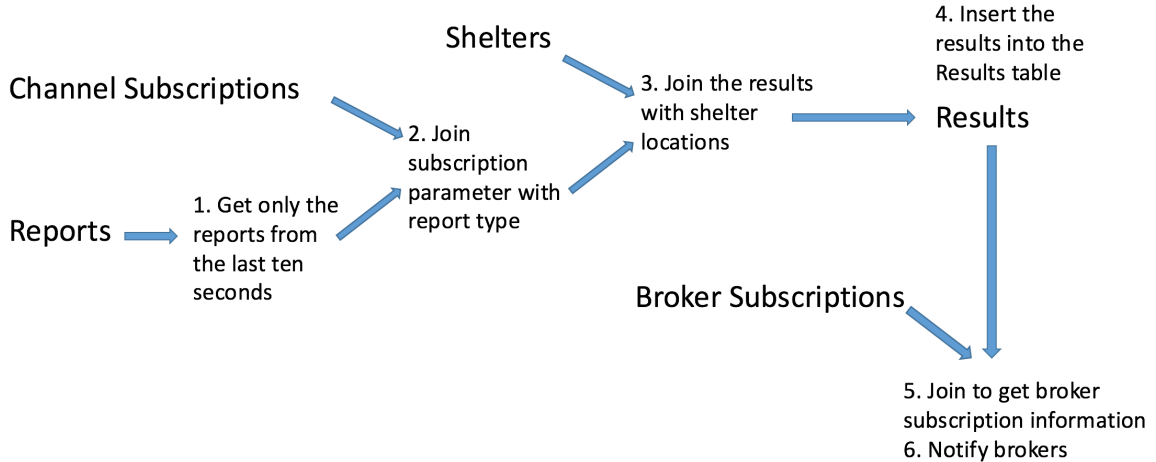 Shelters
4. Insert the
results into the
Results table
Channel Subscriptions
3. Join the results
with shelter
locations
Results
2. Join
subscription
parameter with
report type
Reports
1. Get only the
reports from
the last ten
seconds
Broker Subscriptions
5. Join to get broker
subscription information
6. Notify brokers